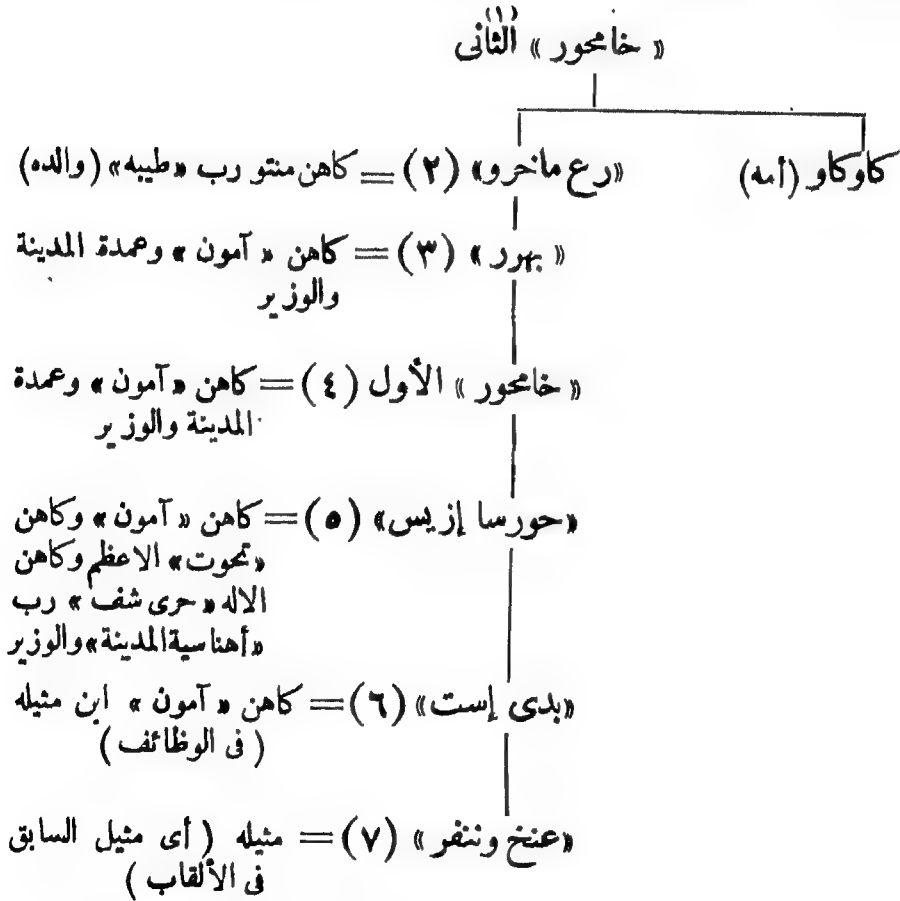 « خامحور » الثانى (١)
كاوكاو (أمه)
«رع ماخرو» (٢) = كاهن منتو رب «طيبه» (والده)
« بهرر » (٣) = كاهن « آمون » وعمدة المدينة
والوزير
« خامحور » الأول (٤) = كاهن «آمون » وعمدة
المدينة والوزير
«حورسا إزيس» (٥) = كاهن « آمون » وكاهن
«تحوت» الاعظم وكاهن
الاله « حرى شف » رب
«أهناسية المدينة» والوزير
«بدى إست» (٦) = كاهن « آمون » ابن مثيله
( فى الوظائف )
«عنخ وننفر » (٧) = مثيله ( أى مثيل السابق
فى الألقاب )